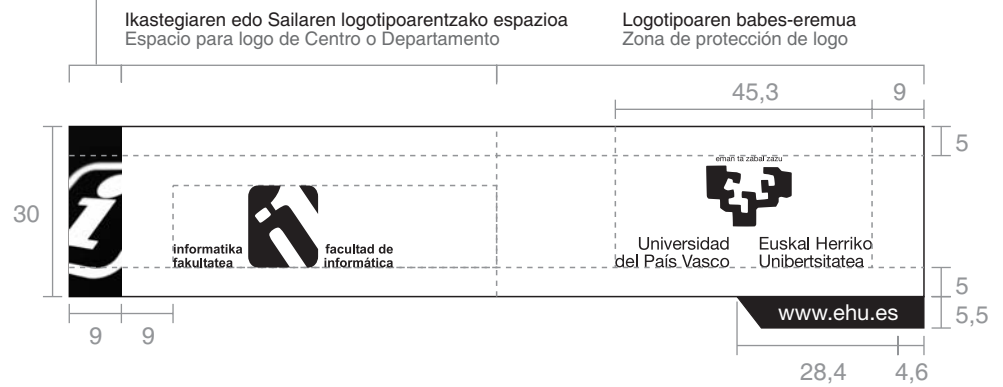 Ikastegiaren edo Sailaren logotipoarentzako espazioa
Espacio para logo de Centro o Departamento
Logotipoaren babes-eremua
Zona de protección de logo
45,3
9
5
30
i
eman ta zabal zazu
informatika
fakultatea
facultad de
informática
Universidad
del País Vasco
Euskal Herriko
Unibertsitatea
5
www.ehu.es
5,5
9
9
28,4
4,6